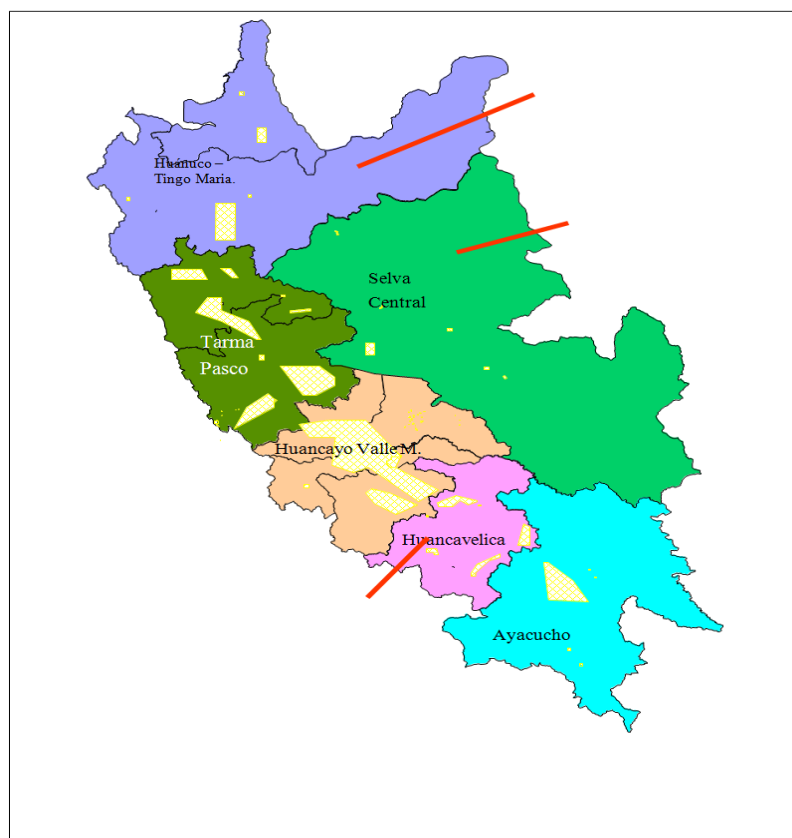 Huánuco –
Tingo Maria.
Selva
Central
Tarma
Pasco
Huancayo Valle M.
Huancavelica
Ayacucho